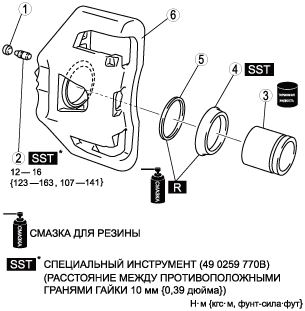 1
6
5
4 SST
3
ТОРМОЗНАЯ
ЖИДКОСТЬ
2 SST*
12—16
{123—163, 107—141}
СМАЗКА
R
СМАЗКА
СМАЗКА ДЛЯ РЕЗИНЫ
SST* СПЕЦИАЛЬНЫЙ ИНСТРУМЕНТ (49 0259 770B)
(РАССТОЯНИЕ МЕЖДУ ПРОТИВОПОЛОЖНЫМИ
ГРАНЯМИ ГАЙКИ 10 мм {0,39 дюйма})
Н·м {кгс·м, фунт-сила·фут}